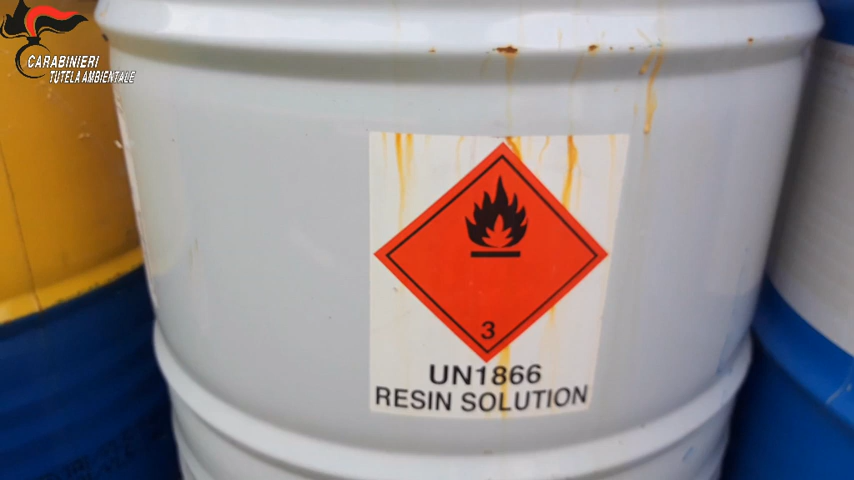 CARABINIERI
TUTELA AMBIENTALE
3
UN1866
RESIN SOLUTION